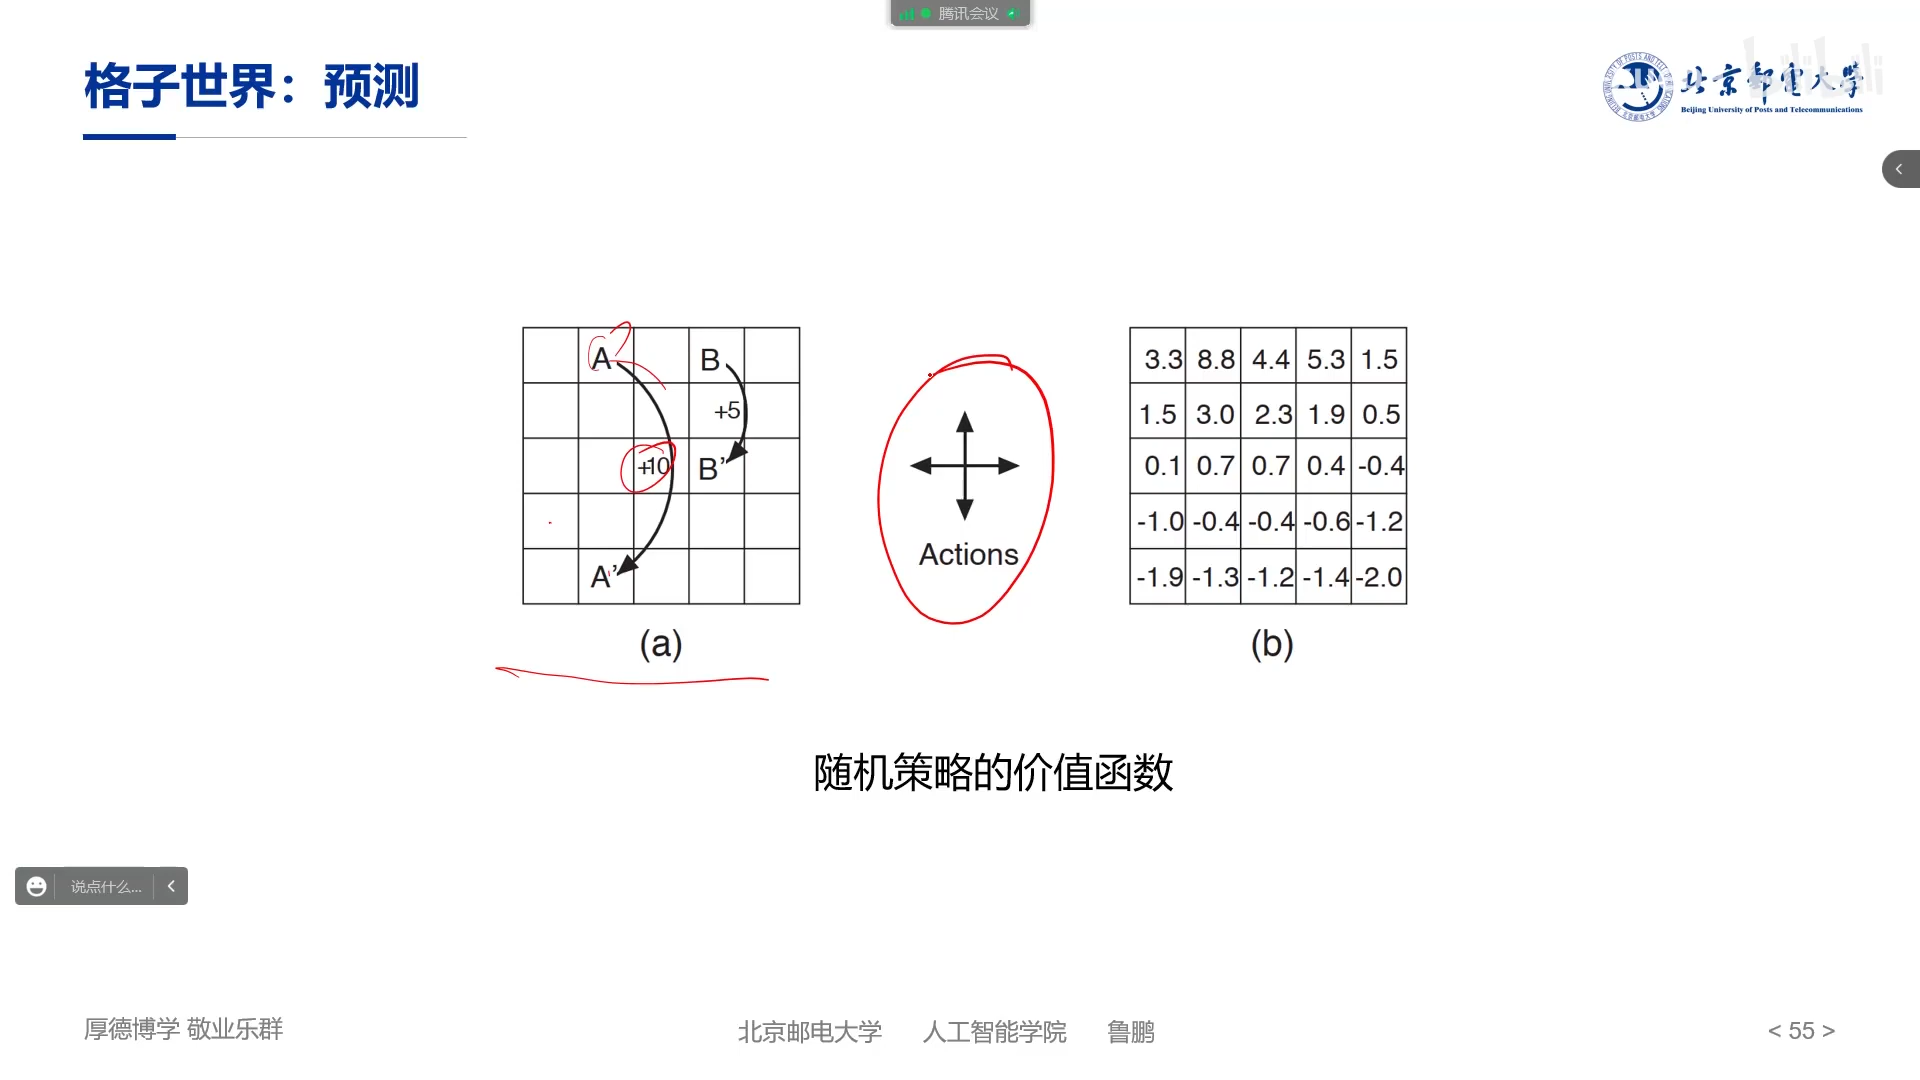 腾讯会议
格子世界：预测
北京邮电大学
Beijing University of Posts and Telecommunications
A B
+5
+10 B’
A’
(a)
Actions
3.3 8.8 4.4 5.3 1.5
1.5 3.0 2.3 1.9 0.5
0.1 0.7 0.7 0.4 -0.4
-1.0 -0.4 -0.4 -0.6 -1.2
-1.9 -1.3 -1.2 -1.4 -2.0
(b)
随机策略的价值函数
说点什么...
厚德博学 敬业乐群
北京邮电大学 人工智能学院 鲁鹏
< 55 >